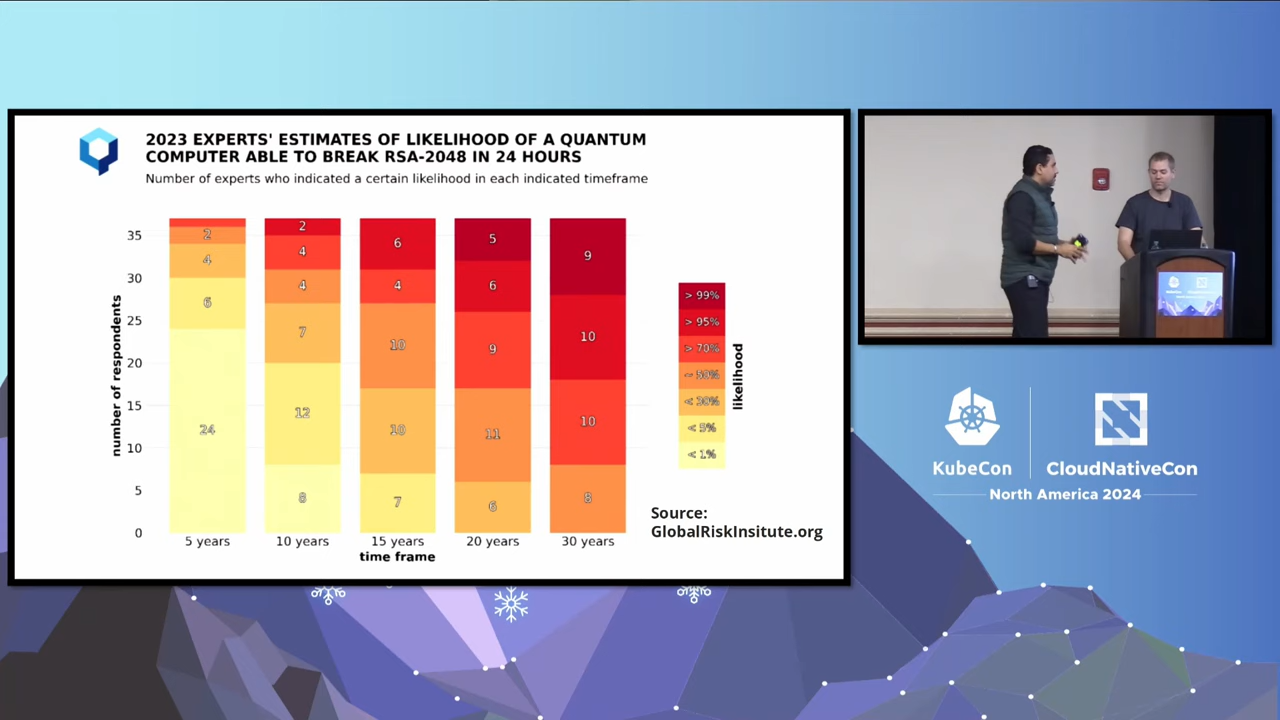 2023 EXPERTS' ESTIMATES OF LIKELIHOOD OF A QUANTUM
COMPUTER ABLE TO BREAK RSA-2048 IN 24 HOURS
Number of experts who indicated a certain likelihood in each indicated timeframe
number of respondents
35
30
25
20
15
10
5
0
2
4
6
24
2
4
4
7
12
8
6
4
10
10
7
5
6
9
11
6
9
10
10
8
5 years
10 years
15 years
20 years
30 years
time frame
> 99%
> 95%
> 70%
~ 50%
< 30%
< 5%
< 1%
likelihood
Source:
GlobalRiskInsitute.org
KubeCon
CloudNativeCon
North America 2024
KubeCon